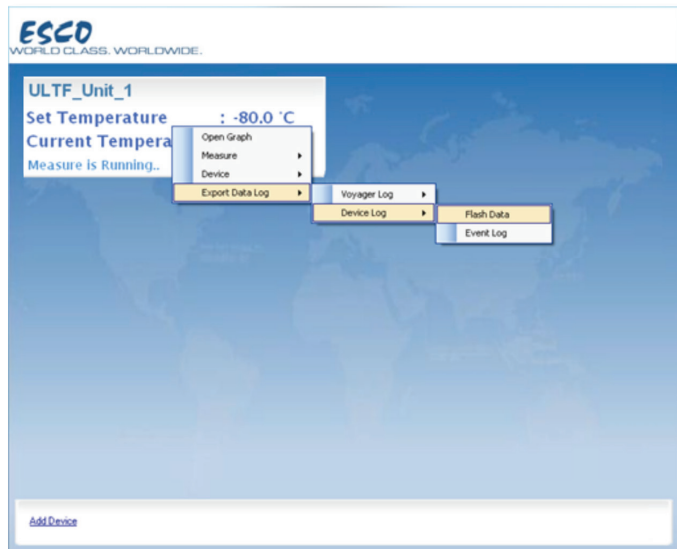 ESCO
WORLD CLASS. WORLDWIDE.
ULTF_Unit_1
Set Temperature : -80.0 °C
Current Tempera
Measure is Running..
Open Graph
Measure
Device
Export Data Log
Voyager Log
Device Log
Flash Data
Event Log
Add Device